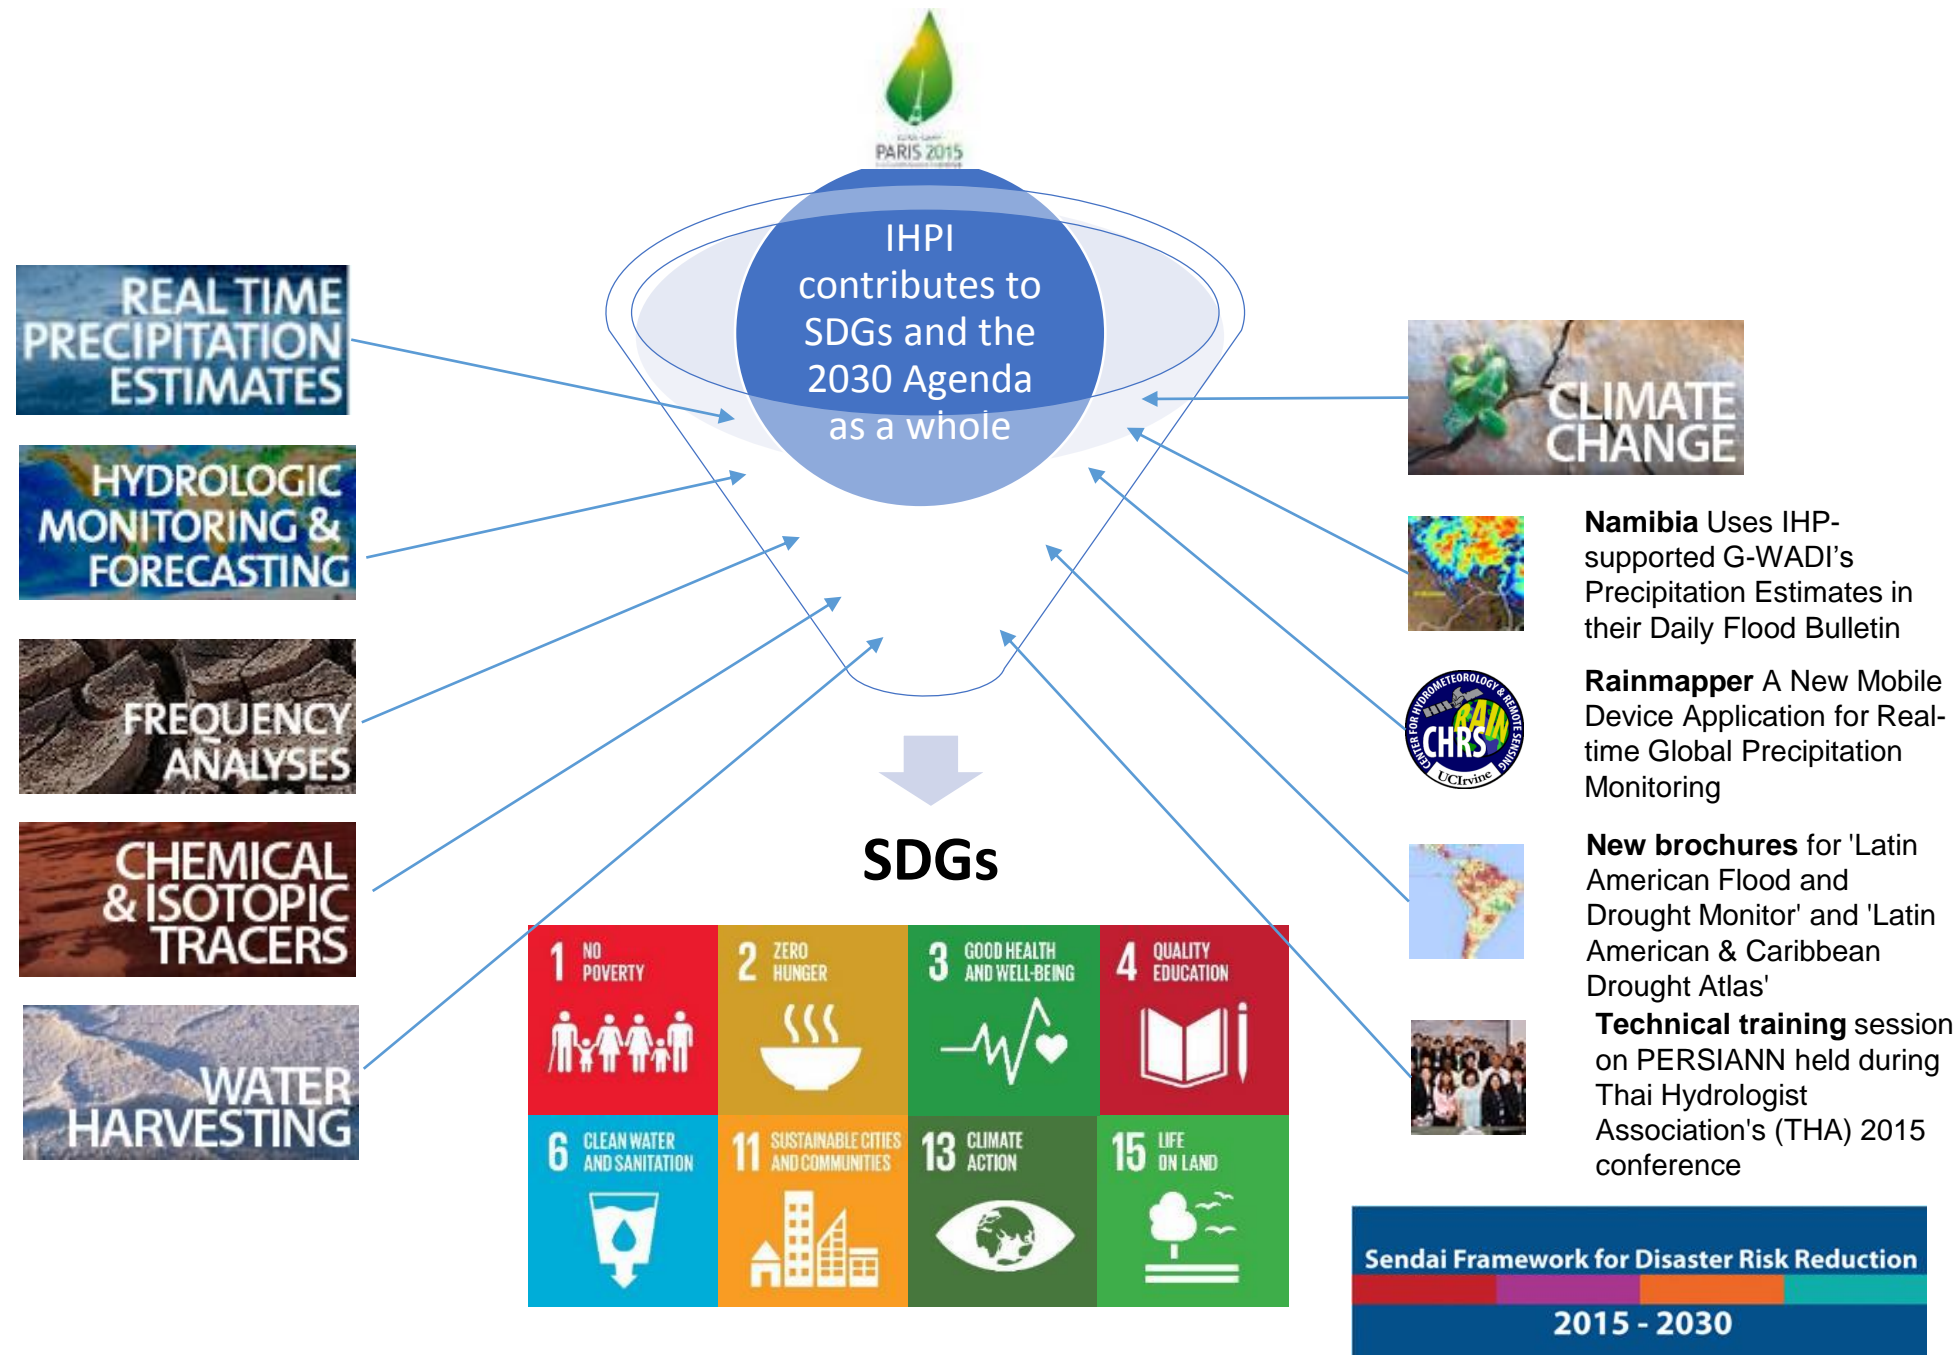 PARIS 2015
IHPI
contributes to
SDGs and the
2030 Agenda
as a whole
REAL TIME
PRECIPITATION
ESTIMATES
HYDROLOGIC
MONITORING &
FORECASTING
FREQUENCY
ANALYSES
CHEMICAL
& ISOTOPIC
TRACERS
WATER
HARVESTING
CLIMATE
CHANGE
Namibia Uses IHP-
supported G-WADI’s
Precipitation Estimates in
their Daily Flood Bulletin
CENTER FOR HYDROMETEOROLOGY & REMOTE SENSING
RAIN
CHRS
UCIrvine
Rainmapper A New Mobile
Device Application for Real-
time Global Precipitation
Monitoring
New brochures for 'Latin
American Flood and
Drought Monitor' and 'Latin
American & Caribbean
Drought Atlas'
Technical training session
on PERSIANN held during
Thai Hydrologist
Association's (THA) 2015
conference
SDGs
1 NO
POVERTY
2 ZERO
HUNGER
3 GOOD HEALTH
AND WELL-BEING
4 QUALITY
EDUCATION
6 CLEAN WATER
AND SANITATION
11 SUSTAINABLE CITIES
AND COMMUNITIES
13 CLIMATE
ACTION
15 LIFE
ON LAND
Sendai Framework for Disaster Risk Reduction
2015 - 2030